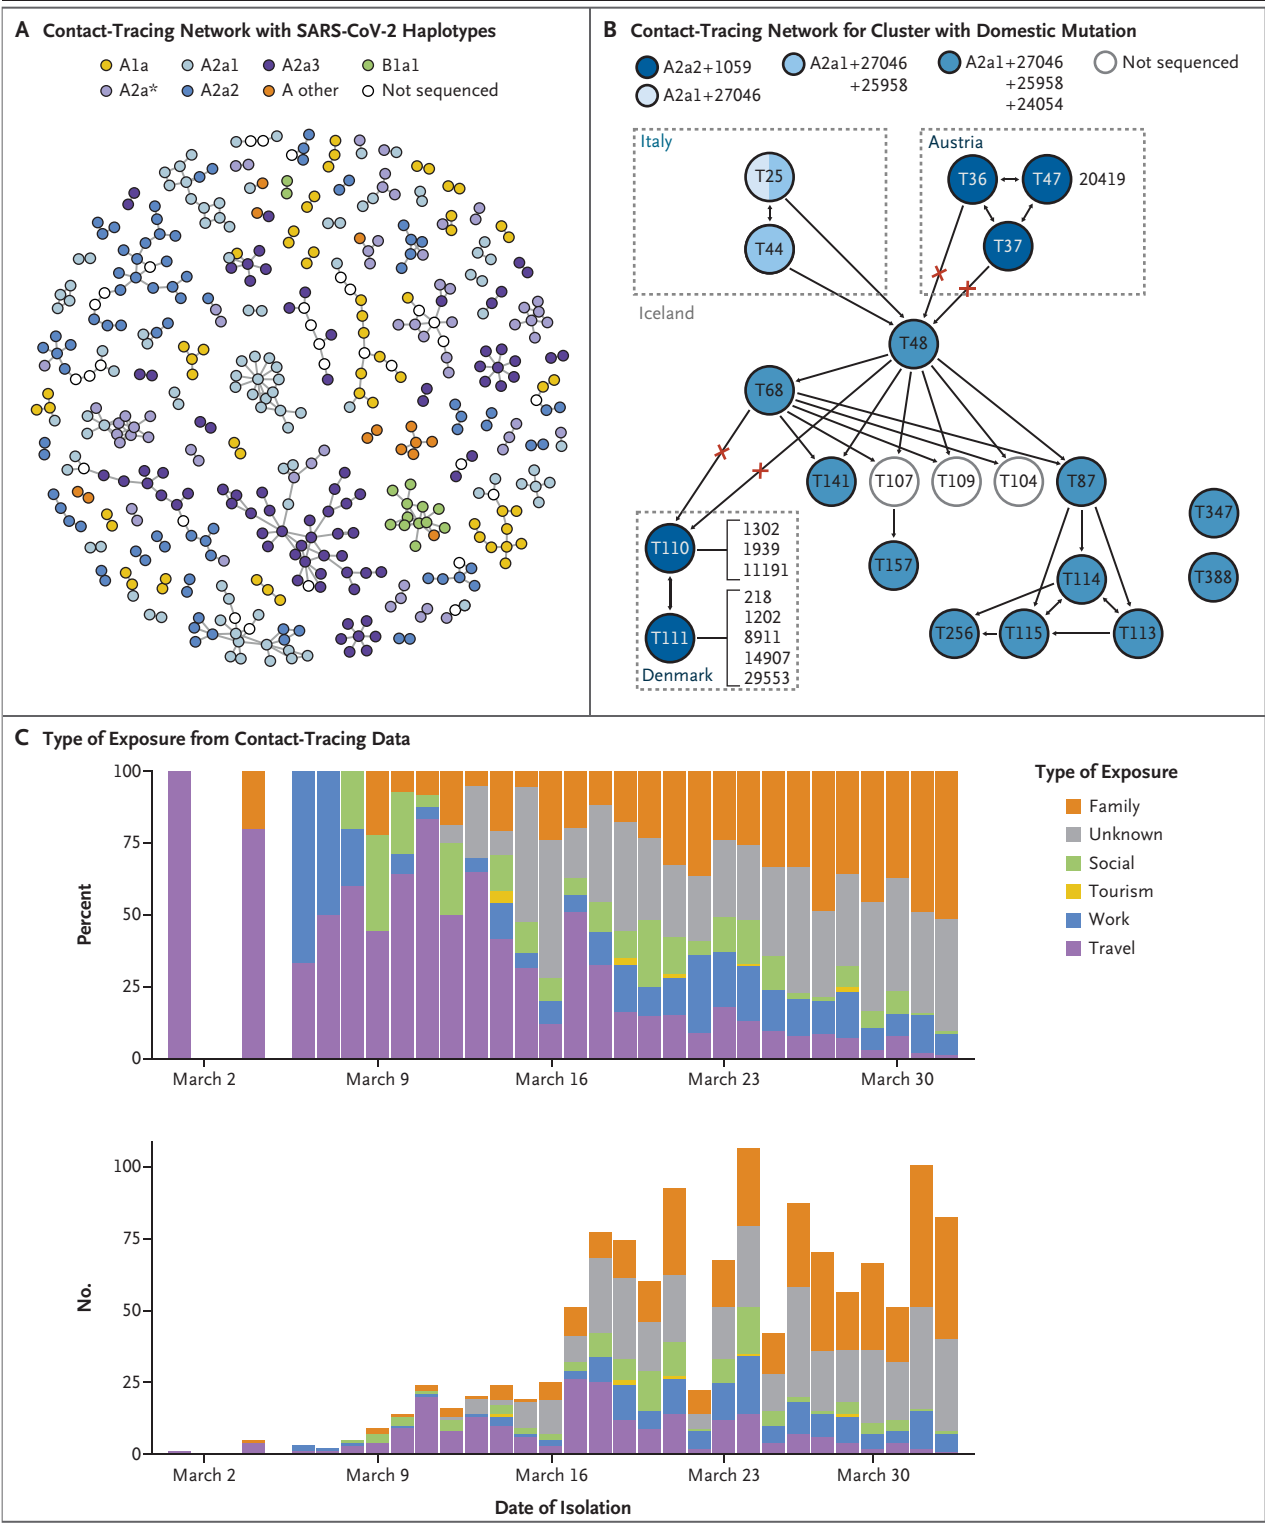 A Contact-Tracing Network with SARS-CoV-2 Haplotypes
A1a A2a1 A2a3 B1a1
A2a* A2a2 A other Not sequenced
B Contact-Tracing Network for Cluster with Domestic Mutation
A2a2+1059
A2a1+27046
A2a1+27046
+25958
A2a1+27046
+25958
+24054
Not sequenced
Italy
T25
T44
Austria
T36 T47 20419
T37
Iceland
T48
T68
T141 T107 T109 T104 T87
T347
T110
1302
1939
11191
T157
T114
T388
T111
218
1202
8911
14907
29553
T256 T115 T113
Denmark
C Type of Exposure from Contact-Tracing Data
Percent
100
75
50
25
0
March 2 March 9 March 16 March 23 March 30
Type of Exposure
Family
Unknown
Social
Tourism
Work
Travel
No.
100
75
50
25
0
March 2 March 9 March 16 March 23 March 30
Date of Isolation